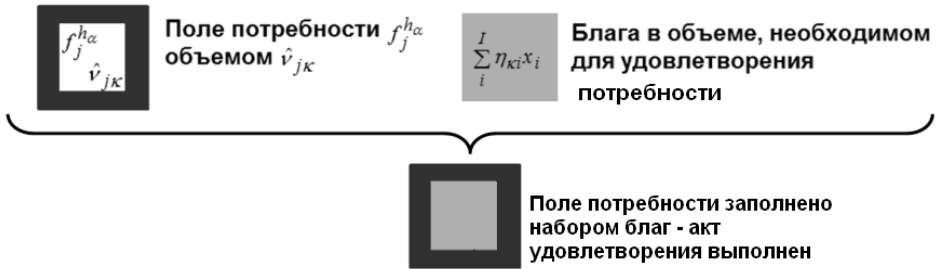 f_j^{h_α}
ν̂_{jκ}
Поле потребности f_j^{h_α}
объемом ν̂_{jκ}
I
∑ η_{κi} x_i
i
Блага в объеме, необходимом
для удовлетворения
потребности
Поле потребности заполнено
набором благ - акт
удовлетворения выполнен